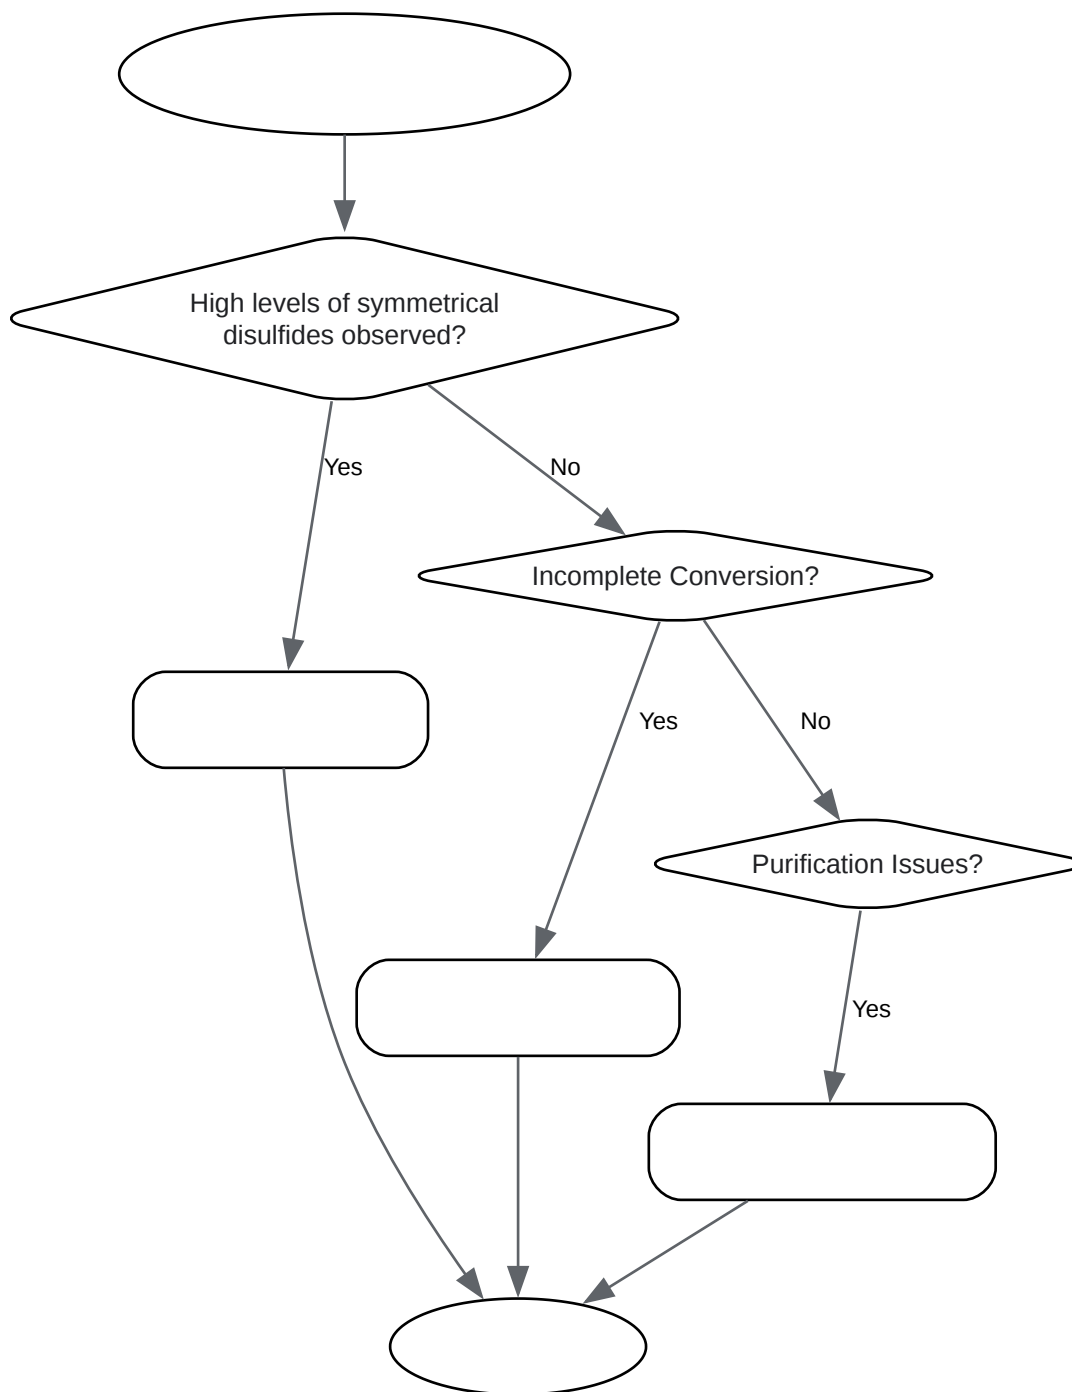 High levels of symmetrical
disulfides observed?
Yes
No
Incomplete Conversion?
Yes
No
Purification Issues?
Yes